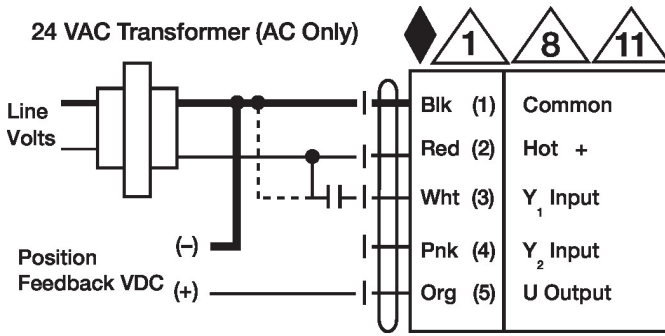 24 VAC Transformer (AC Only)
1 8 11
Line
Volts
Blk (1) Common
Red (2) Hot +
Wht (3) Y₁ Input
Pnk (4) Y₂ Input
Org (5) U Output
Position
Feedback VDC
(–)
(+)